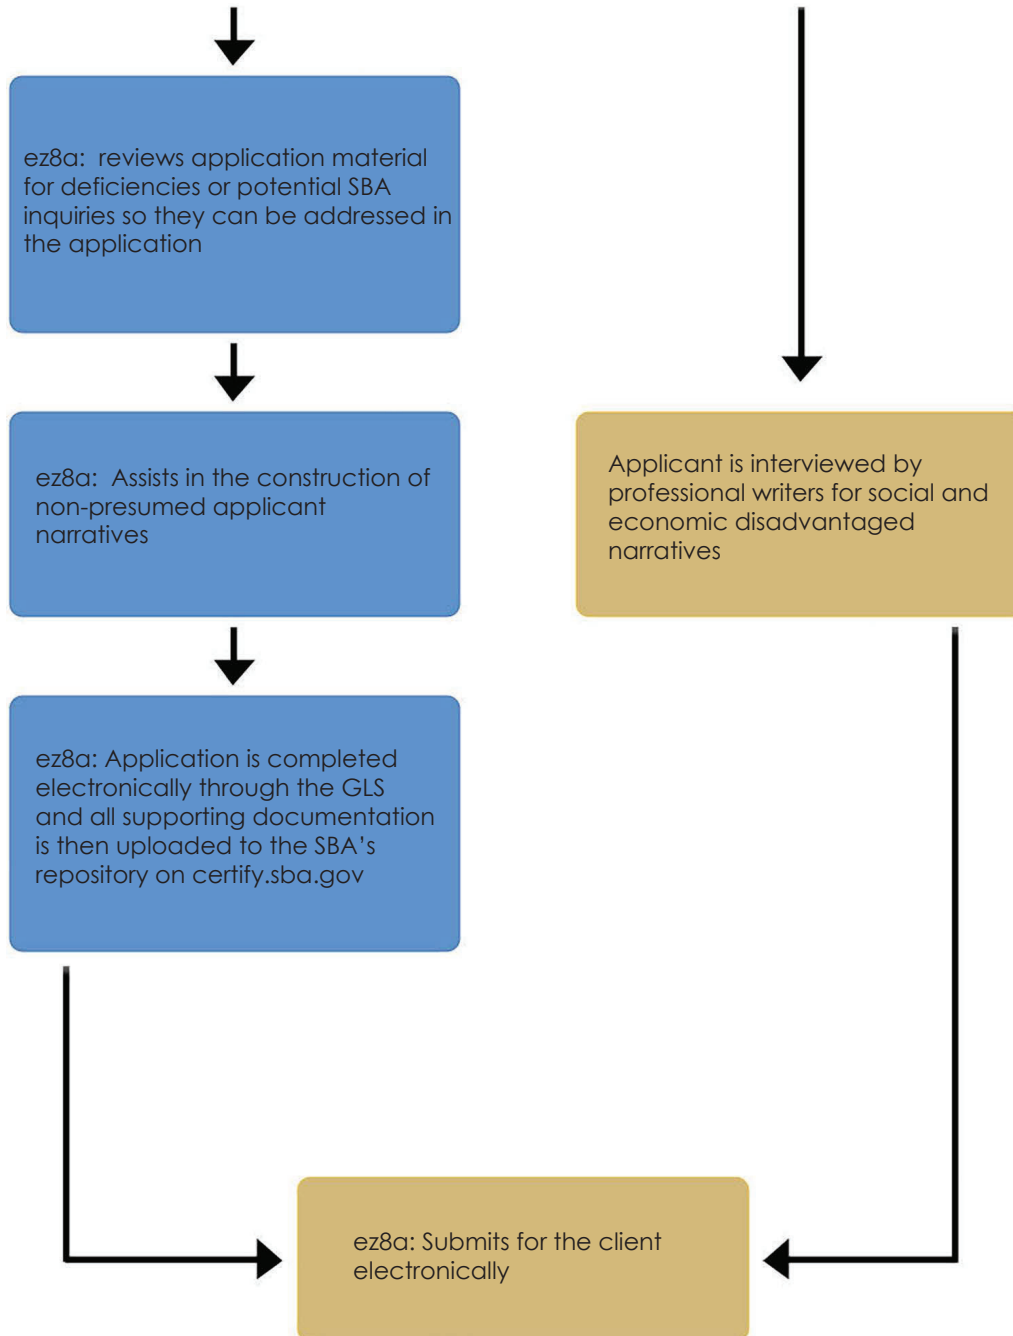 ez8a:  reviews application material
for deficiencies or potential SBA
inquiries so they can be addressed in
the application
ez8a:  Assists in the construction of
non-presumed applicant
narratives
Applicant is interviewed by
professional writers for social and
economic disadvantaged
narratives
ez8a: Application is completed
electronically through the GLS
and all supporting documentation
is then uploaded to the SBA’s
repository on certify.sba.gov
ez8a: Submits for the client
electronically